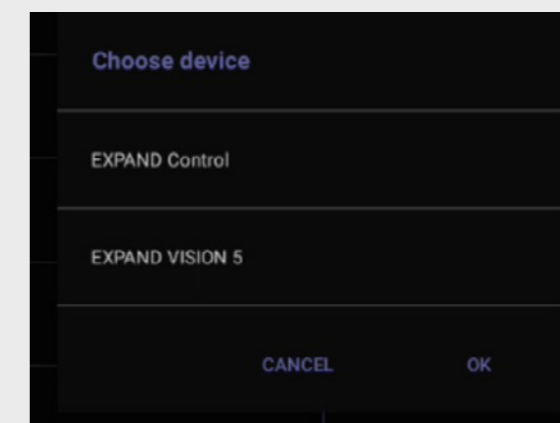 Choose device
EXPAND Control
EXPAND VISION 5
CANCEL
OK